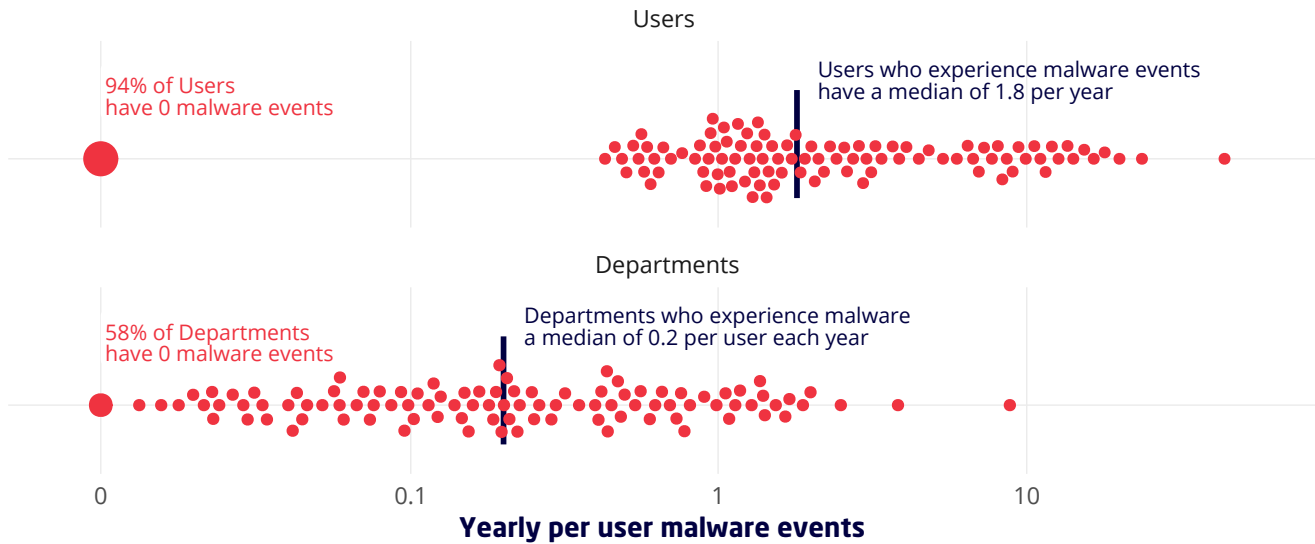 Users
94% of Users
have 0 malware events
Users who experience malware events
have a median of 1.8 per year
Departments
58% of Departments
have 0 malware events
Departments who experience malware
a median of 0.2 per user each year
0
0.1
1
10
Yearly per user malware events